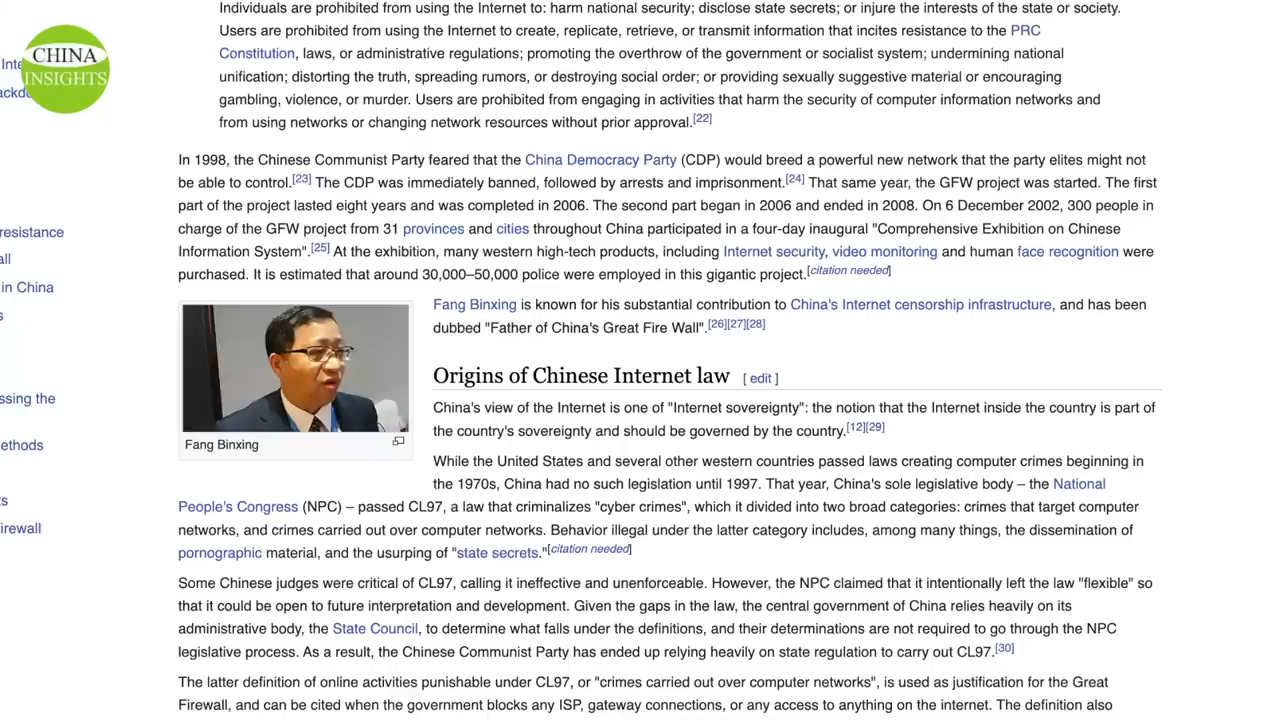 Individuals are prohibited from using the Internet to: harm national security; disclose state secrets; or injure the interests of the state or society.
Users are prohibited from using the Internet to create, replicate, retrieve, or transmit information that incites resistance to the PRC
Constitution, laws, or administrative regulations; promoting the overthrow of the government or socialist system; undermining national
unification; distorting the truth, spreading rumors, or destroying social order; or providing sexually suggestive material or encouraging
gambling, violence, or murder. Users are prohibited from engaging in activities that harm the security of computer information networks and
from using networks or changing network resources without prior approval.[22]
CHINA
INSIGHTS
In 1998, the Chinese Communist Party feared that the China Democracy Party (CDP) would breed a powerful new network that the party elites might not
be able to control.[23] The CDP was immediately banned, followed by arrests and imprisonment.[24] That same year, the GFW project was started. The first
part of the project lasted eight years and was completed in 2006. The second part began in 2006 and ended in 2008. On 6 December 2002, 300 people in
charge of the GFW project from 31 provinces and cities throughout China participated in a four-day inaugural "Comprehensive Exhibition on Chinese
Information System".[25] At the exhibition, many western high-tech products, including Internet security, video monitoring and human face recognition were
purchased. It is estimated that around 30,000–50,000 police were employed in this gigantic project.[citation needed]
resistance
all
in China
s
ssing the
ethods
ts
irewall
Fang Binxing is known for his substantial contribution to China's Internet censorship infrastructure, and has been
dubbed "Father of China's Great Fire Wall".[26][27][28]
Fang Binxing
Origins of Chinese Internet law [ edit ]
China's view of the Internet is one of "Internet sovereignty": the notion that the Internet inside the country is part of
the country's sovereignty and should be governed by the country.[12][29]
While the United States and several other western countries passed laws creating computer crimes beginning in
the 1970s, China had no such legislation until 1997. That year, China's sole legislative body – the National
People's Congress (NPC) – passed CL97, a law that criminalizes "cyber crimes", which it divided into two broad categories: crimes that target computer
networks, and crimes carried out over computer networks. Behavior illegal under the latter category includes, among many things, the dissemination of
pornographic material, and the usurping of "state secrets."[citation needed]
Some Chinese judges were critical of CL97, calling it ineffective and unenforceable. However, the NPC claimed that it intentionally left the law "flexible" so
that it could be open to future interpretation and development. Given the gaps in the law, the central government of China relies heavily on its
administrative body, the State Council, to determine what falls under the definitions, and their determinations are not required to go through the NPC
legislative process. As a result, the Chinese Communist Party has ended up relying heavily on state regulation to carry out CL97.[30]
The latter definition of online activities punishable under CL97, or "crimes carried out over computer networks", is used as justification for the Great
Firewall, and can be cited when the government blocks any ISP, gateway connections, or any access to anything on the internet. The definition also